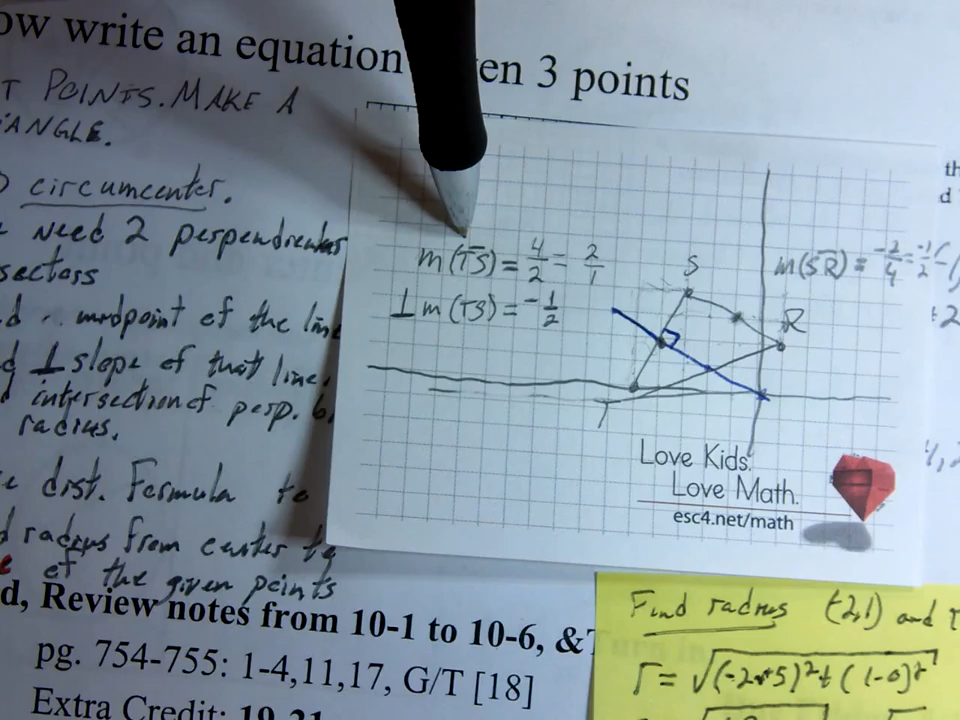 ow write an equation en 3 points
T POINTS. MAKE A
ANGLE.
circumcenter.
need 2 perpendicular
sectors
d midpoint of the line
⊥ slope of that line.
intersection of perp. b
radius.
e dist. Formula to
d radius from center to
e of the given points
d, Review notes from 10-1 to 10-6, &
pg. 754-755: 1-4,11,17, G/T [18]
Extra Credit: 19-21
m(TS) = 4/2 = 2/1
⊥ m(TS) = -1/2
m(SR) = -2/4 = -1/2
S
R
T
Love Kids.
Love Math.
esc4.net/math
th
d
Find radius (-2,1) and
r = √(-2+5)² + (1-0)²